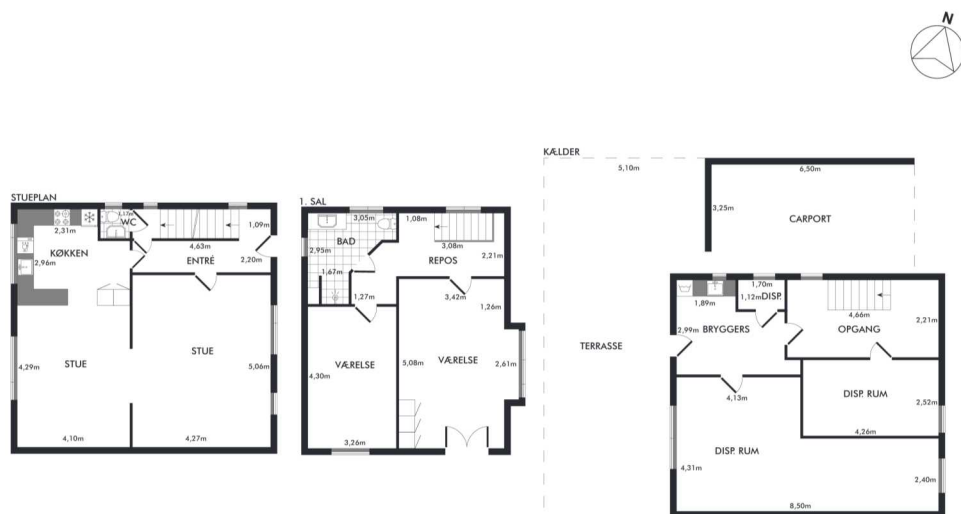 N
STUEPLAN
1,17m²
WC
2,31m
1,09m
KØKKEN
4,63m
2,96m
ENTRÉ
2,20m
STUE
STUE
4,29m
5,06m
4,10m
4,27m
1. SAL
3,05m
1,08m
BAD
3,08m
2,95m
2,21m
REPOS
1,67m
1,27m
3,42m
1,26m
VÆRELSE
VÆRELSE
5,08m
2,61m
4,30m
3,26m
KÆLDER
5,10m
6,50m
3,25m
CARPORT
1,70m
1,89m
1,12m
DISP.
4,66m
2,21m
2,99m
BRYGGERS
OPGANG
TERRASSE
4,13m
DISP. RUM
2,52m
4,26m
DISP. RUM
4,31m
2,40m
8,50m